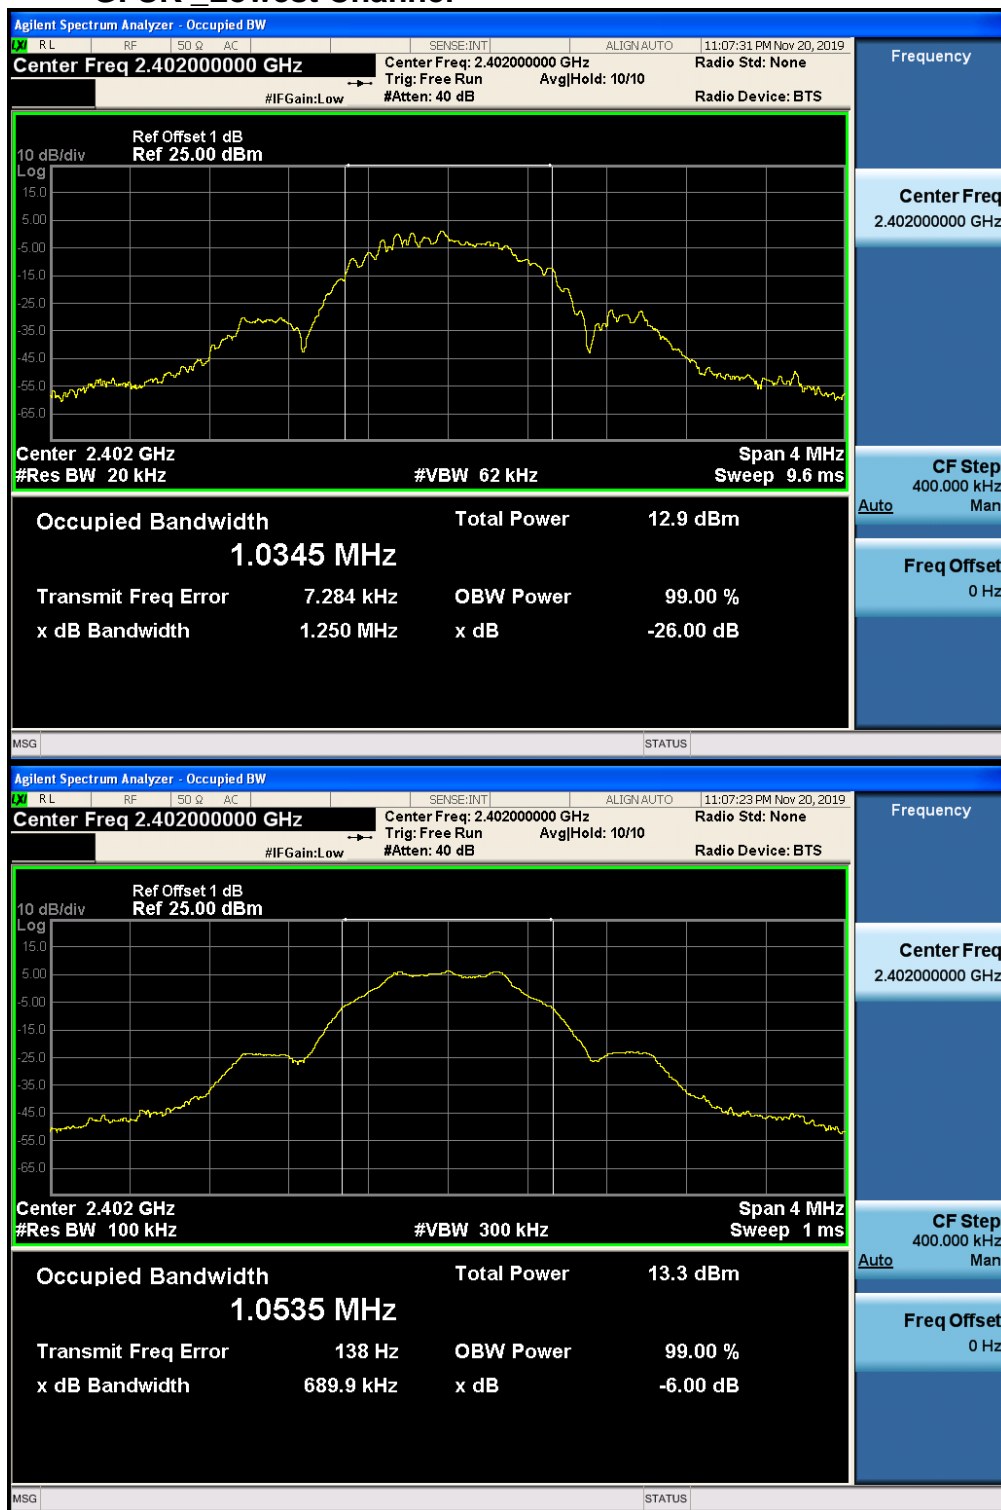 GFSK _Lowest Channel
Agilent Spectrum Analyzer - Occupied BW
LXI RL RF 50 Ω AC SENSE:INT ALIGN AUTO 11:07:31 PM Nov 20, 2019
Center Freq 2.402000000 GHz
Center Freq: 2.402000000 GHz Radio Std: None
Trig: Free Run Avg|Hold: 10/10
#IFGain:Low #Atten: 40 dB Radio Device: BTS
Frequency
Ref Offset 1 dB
10 dB/div Ref 25.00 dBm
Log
15.0
5.00
-5.00
-15.0
-25.0
-35.0
-45.0
-55.0
-65.0
Center 2.402 GHz Span 4 MHz
#Res BW 20 kHz #VBW 62 kHz Sweep 9.6 ms
Center Freq
2.402000000 GHz
CF Step
400.000 kHz
Auto Man
Freq Offset
0 Hz
Occupied Bandwidth Total Power 12.9 dBm
1.0345 MHz
Transmit Freq Error 7.284 kHz OBW Power 99.00 %
x dB Bandwidth 1.250 MHz x dB -26.00 dB
MSG STATUS
Agilent Spectrum Analyzer - Occupied BW
LXI RL RF 50 Ω AC SENSE:INT ALIGN AUTO 11:07:23 PM Nov 20, 2019
Center Freq 2.402000000 GHz
Center Freq: 2.402000000 GHz Radio Std: None
Trig: Free Run Avg|Hold: 10/10
#IFGain:Low #Atten: 40 dB Radio Device: BTS
Frequency
Ref Offset 1 dB
10 dB/div Ref 25.00 dBm
Log
15.0
5.00
-5.00
-15.0
-25.0
-35.0
-45.0
-55.0
-65.0
Center 2.402 GHz Span 4 MHz
#Res BW 100 kHz #VBW 300 kHz Sweep 1 ms
Center Freq
2.402000000 GHz
CF Step
400.000 kHz
Auto Man
Freq Offset
0 Hz
Occupied Bandwidth Total Power 13.3 dBm
1.0535 MHz
Transmit Freq Error 138 Hz OBW Power 99.00 %
x dB Bandwidth 689.9 kHz x dB -6.00 dB
MSG STATUS